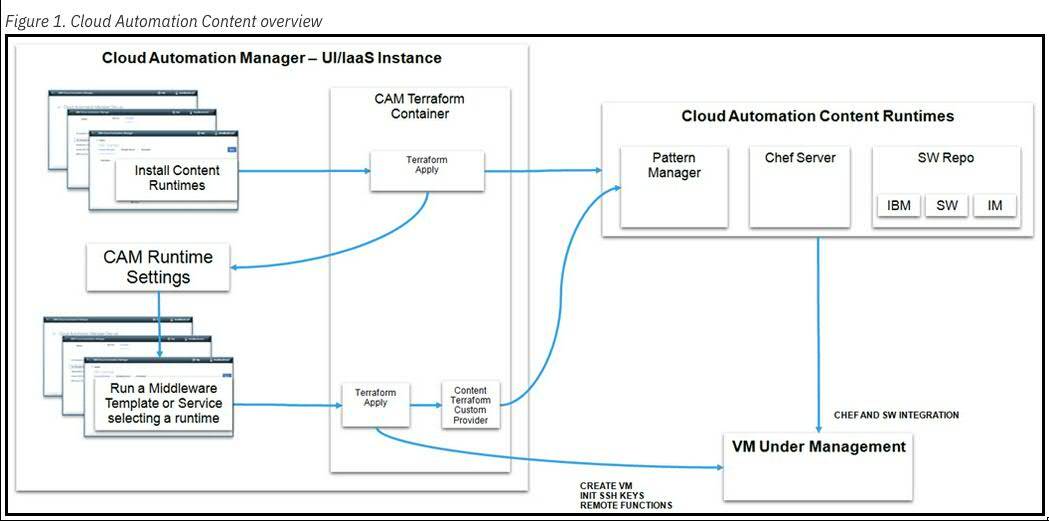 Figure 1. Cloud Automation Content overview
Cloud Automation Manager – UI/IaaS Instance
CAM Terraform
Container
Install Content
Runtimes
Terraform
Apply
Cloud Automation Content Runtimes
Pattern
Manager
Chef Server
SW Repo
IBM
SW
IM
CAM Runtime
Settings
Run a Middleware
Template or Service
selecting a runtime
Terraform
Apply
Content
Terraform
Custom
Provider
CHEF AND SW INTEGRATION
VM Under Management
CREATE VM
INIT SSH KEYS
REMOTE FUNCTIONS